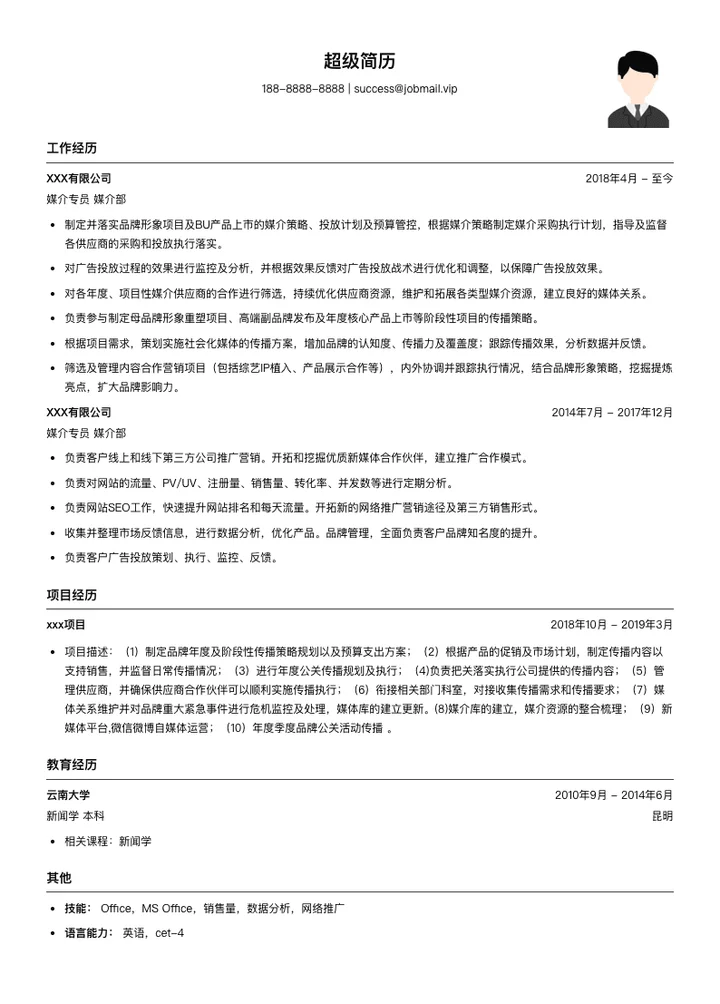 超级简历
188-8888-8888 | success@jobmail.vip
工作经历
XXX有限公司 2018年4月 – 至今
媒介专员 媒介部
• 制定并落实品牌形象项目及BU产品上市的媒介策略、投放计划及预算管控，根据媒介策略制定媒介采购执行计划，指导及监督
各供应商的采购和投放执行落实。
• 对广告投放过程的效果进行监控及分析，并根据效果反馈对广告投放战术进行优化和调整，以保障广告投放效果。
• 对各年度、项目性媒介供应商的合作进行筛选，持续优化供应商资源，维护和拓展各类型媒介资源，建立良好的媒体关系。
• 负责参与制定母品牌形象重塑项目、高端副品牌发布及年度核心产品上市等阶段性项目的传播策略。
• 根据项目需求，策划实施社会化媒体的传播方案，增加品牌的认知度、传播力及覆盖度；跟踪传播效果，分析数据并反馈。
• 筛选及管理内容合作营销项目（包括综艺IP植入、产品展示合作等），内外协调并跟踪执行情况，结合品牌形象策略，挖掘提炼
亮点，扩大品牌影响力。
XXX有限公司 2014年7月 – 2017年12月
媒介专员 媒介部
• 负责客户线上和线下第三方公司推广营销。开拓和挖掘优质新媒体合作伙伴，建立推广合作模式。
• 负责对网站的流量、PV/UV、注册量、销售量、转化率、并发数等进行定期分析。
• 负责网站SEO工作，快速提升网站排名和每天流量。开拓新的网络推广营销途径及第三方销售形式。
• 收集并整理市场反馈信息，进行数据分析，优化产品。品牌管理，全面负责客户品牌知名度的提升。
• 负责客户广告投放策划、执行、监控、反馈。
项目经历
xxx项目 2018年10月 – 2019年3月
• 项目描述：（1）制定品牌年度及阶段性传播策略规划以及预算支出方案；（2）根据产品的促销及市场计划，制定传播内容以
支持销售，并监督日常传播情况；（3）进行年度公关传播规划及执行；（4)负责把关落实执行公司提供的传播内容；（5）管
理供应商，并确保供应商合作伙伴可以顺利实施传播执行；（6）衔接相关部门科室，对接收集传播需求和传播要求；（7）媒
体关系维护并对品牌重大紧急事件进行危机监控及处理，媒体库的建立更新。(8)媒介库的建立，媒介资源的整合梳理；（9）新
媒体平台,微信微博自媒体运营；（10）年度季度品牌公关活动传播 。
教育经历
云南大学 2010年9月 – 2014年6月
新闻学 本科 昆明
• 相关课程：新闻学
其他
• 技能： Office，MS Office，销售量，数据分析，网络推广
• 语言能力： 英语，cet-4